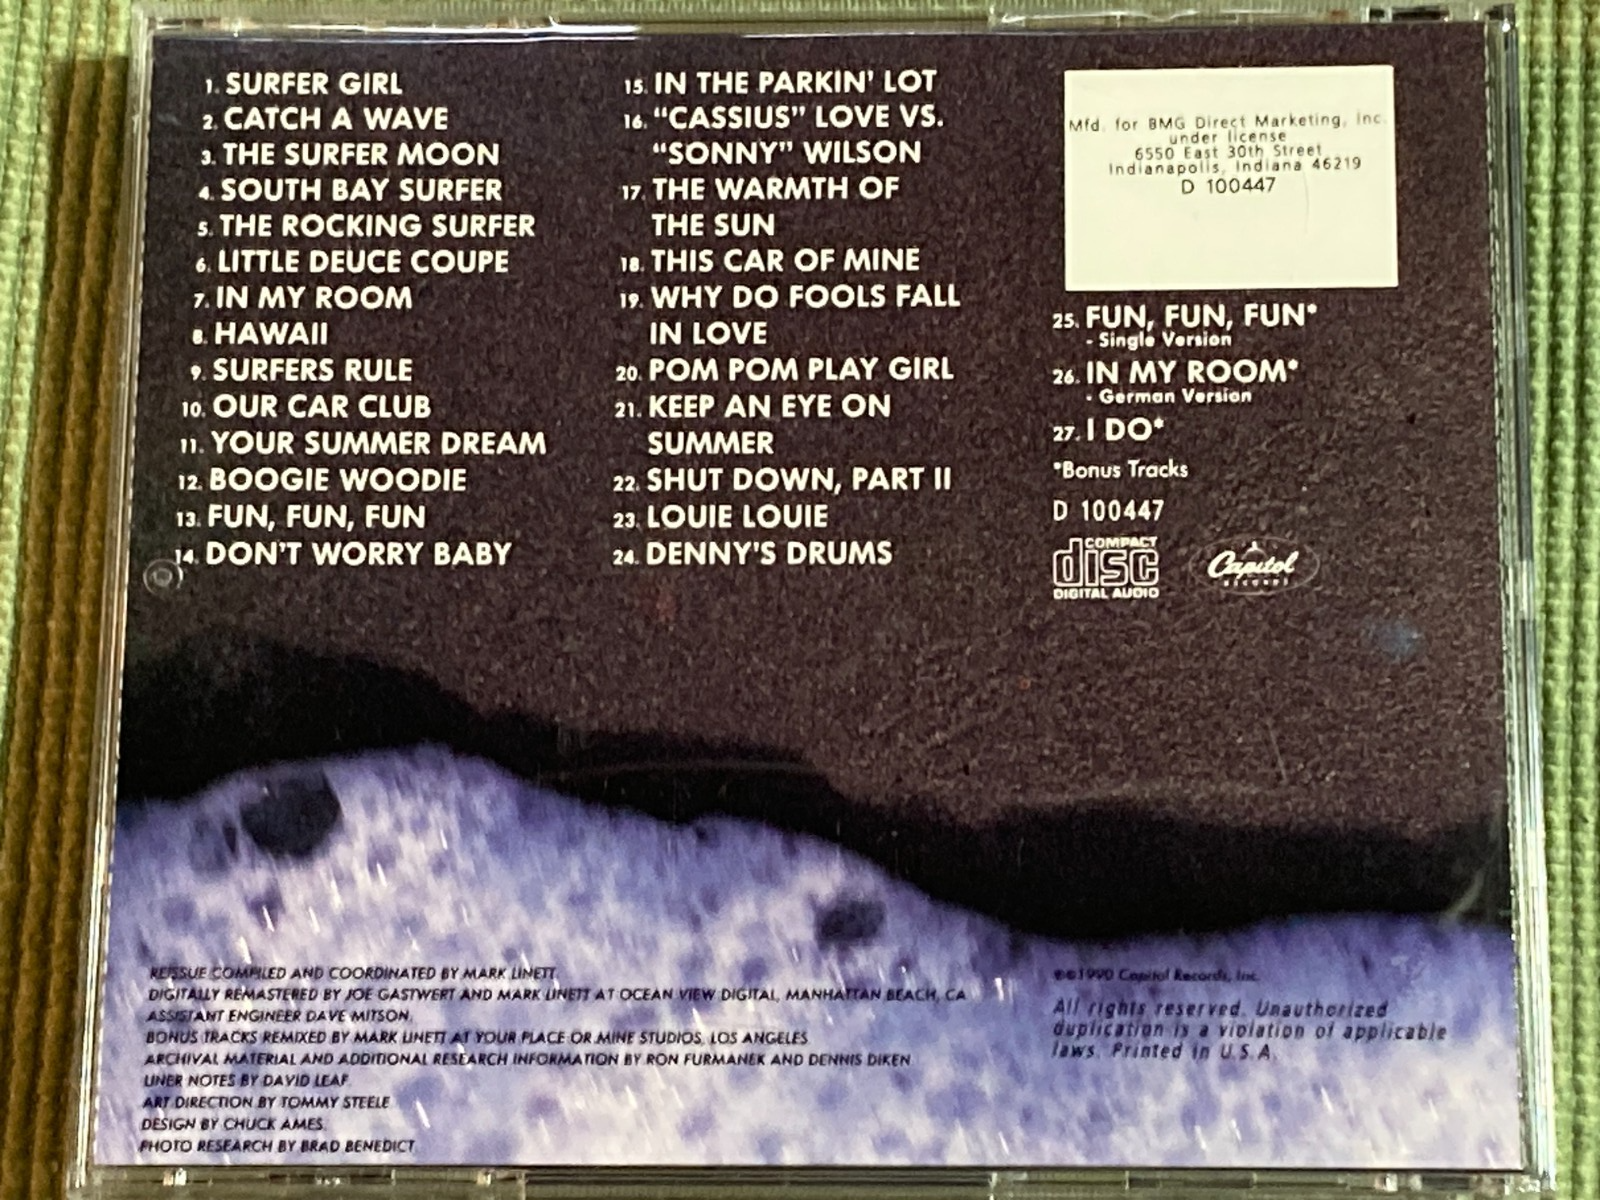 1. SURFER GIRL
2. CATCH A WAVE
3. THE SURFER MOON
4. SOUTH BAY SURFER
5. THE ROCKING SURFER
6. LITTLE DEUCE COUPE
7. IN MY ROOM
8. HAWAII
9. SURFERS RULE
10. OUR CAR CLUB
11. YOUR SUMMER DREAM
12. BOOGIE WOODIE
13. FUN, FUN, FUN
14. DON'T WORRY BABY
15. IN THE PARKIN' LOT
16. "CASSIUS" LOVE VS.
"SONNY" WILSON
17. THE WARMTH OF
THE SUN
18. THIS CAR OF MINE
19. WHY DO FOOLS FALL
IN LOVE
20. POM POM PLAY GIRL
21. KEEP AN EYE ON
SUMMER
22. SHUT DOWN, PART II
23. LOUIE LOUIE
24. DENNY'S DRUMS
Mfd. for BMG Direct Marketing, Inc.
under license
6550 East 30th Street
Indianapolis, Indiana 46219
D 100447
25. FUN, FUN, FUN*
- Single Version
26. IN MY ROOM*
- German Version
27. I DO*
*Bonus Tracks
D 100447
COMPACT
disc
DIGITAL AUDIO
Capitol
RECORDS
REISSUE COMPILED AND COORDINATED BY MARK LINETT.
DIGITALLY REMASTERED BY JOE GASTWERT AND MARK LINETT AT OCEAN VIEW DIGITAL, MANHATTAN BEACH, CA
ASSISTANT ENGINEER DAVE MITSON.
BONUS TRACKS REMIXED BY MARK LINETT AT YOUR PLACE OR MINE STUDIOS, LOS ANGELES.
ARCHIVAL MATERIAL AND ADDITIONAL RESEARCH INFORMATION BY RON FURMANEK AND DENNIS DIKEN
LINER NOTES BY DAVID LEAF.
ART DIRECTION BY TOMMY STEELE
DESIGN BY CHUCK AMES.
PHOTO RESEARCH BY BRAD BENEDICT.
℗©1990 Capitol Records, Inc.
All rights reserved. Unauthorized
duplication is a violation of applicable
laws. Printed in U.S.A.